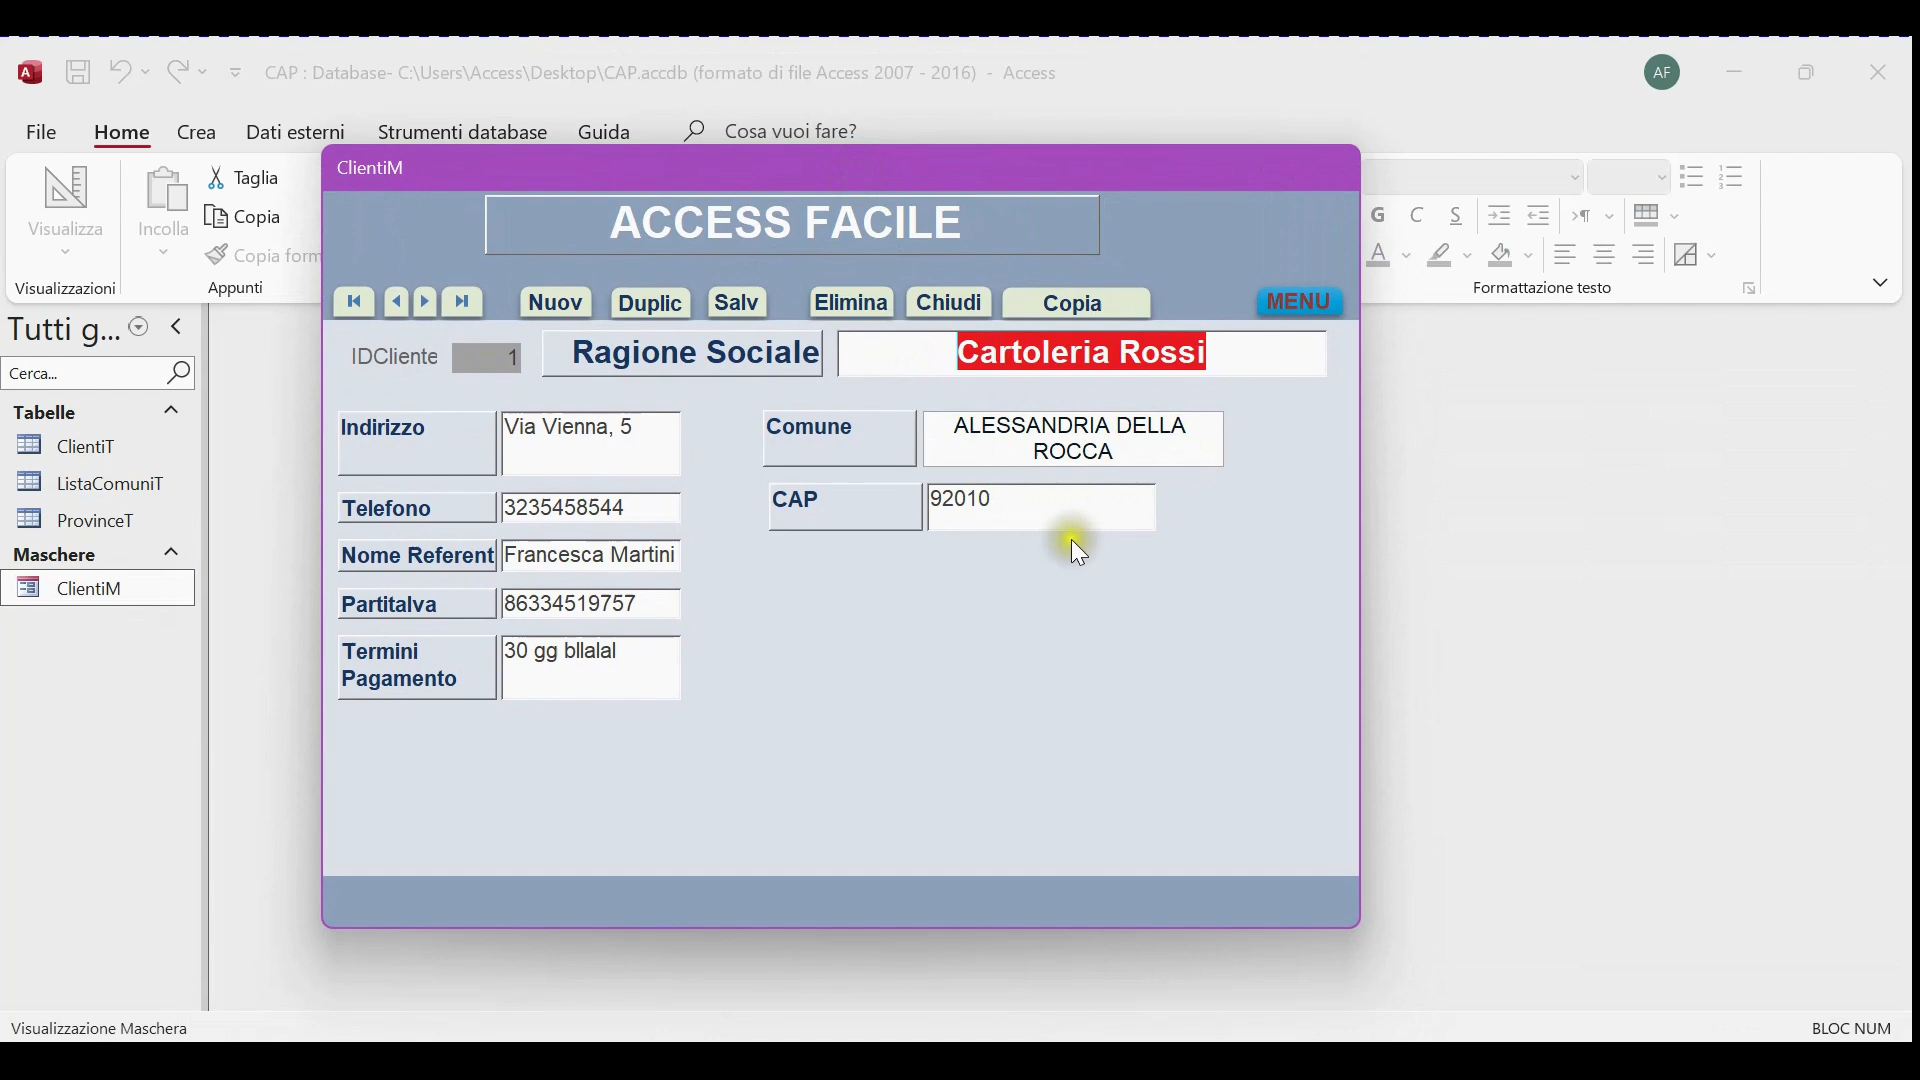 CAP : Database- C:\Users\Access\Desktop\CAP.accdb (formato di file Access 2007 - 2016) - Access
AF
File Home Crea Dati esterni Strumenti database Guida Cosa vuoi fare?
Visualizza
Visualizzazioni
Incolla
Taglia
Copia
Copia form
Appunti
G C S
A
Formattazione testo
Tutti g...
Cerca...
Tabelle
ClientiT
ListaComuniT
ProvinceT
Maschere
ClientiM
ClientiM
ACCESS FACILE
Nuov Duplic Salv Elimina Chiudi Copia MENU
IDCliente 1 Ragione Sociale Cartoleria Rossi
Indirizzo Via Vienna, 5
Telefono 3235458544
Nome Referent Francesca Martini
PartitaIva 86334519757
Termini
Pagamento
30 gg bllalal
Comune
ALESSANDRIA DELLA
ROCCA
CAP 92010
Visualizzazione Maschera
BLOC NUM